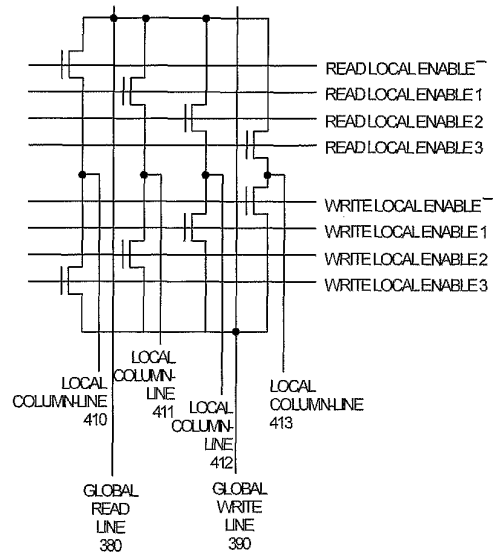 READ LOCAL ENABLE‾
READ LOCAL ENABLE 1
READ LOCAL ENABLE 2
READ LOCAL ENABLE 3
WRITE LOCAL ENABLE‾
WRITE LOCAL ENABLE 1
WRITE LOCAL ENABLE 2
WRITE LOCAL ENABLE 3
LOCAL
COLUMN-LINE
410
LOCAL
COLUMN-
LINE
411
LOCAL
COLUMN-
LINE
412
LOCAL
COLUMN-LINE
413
GLOBAL
READ
LINE
380
GLOBAL
WRITE
LINE
390